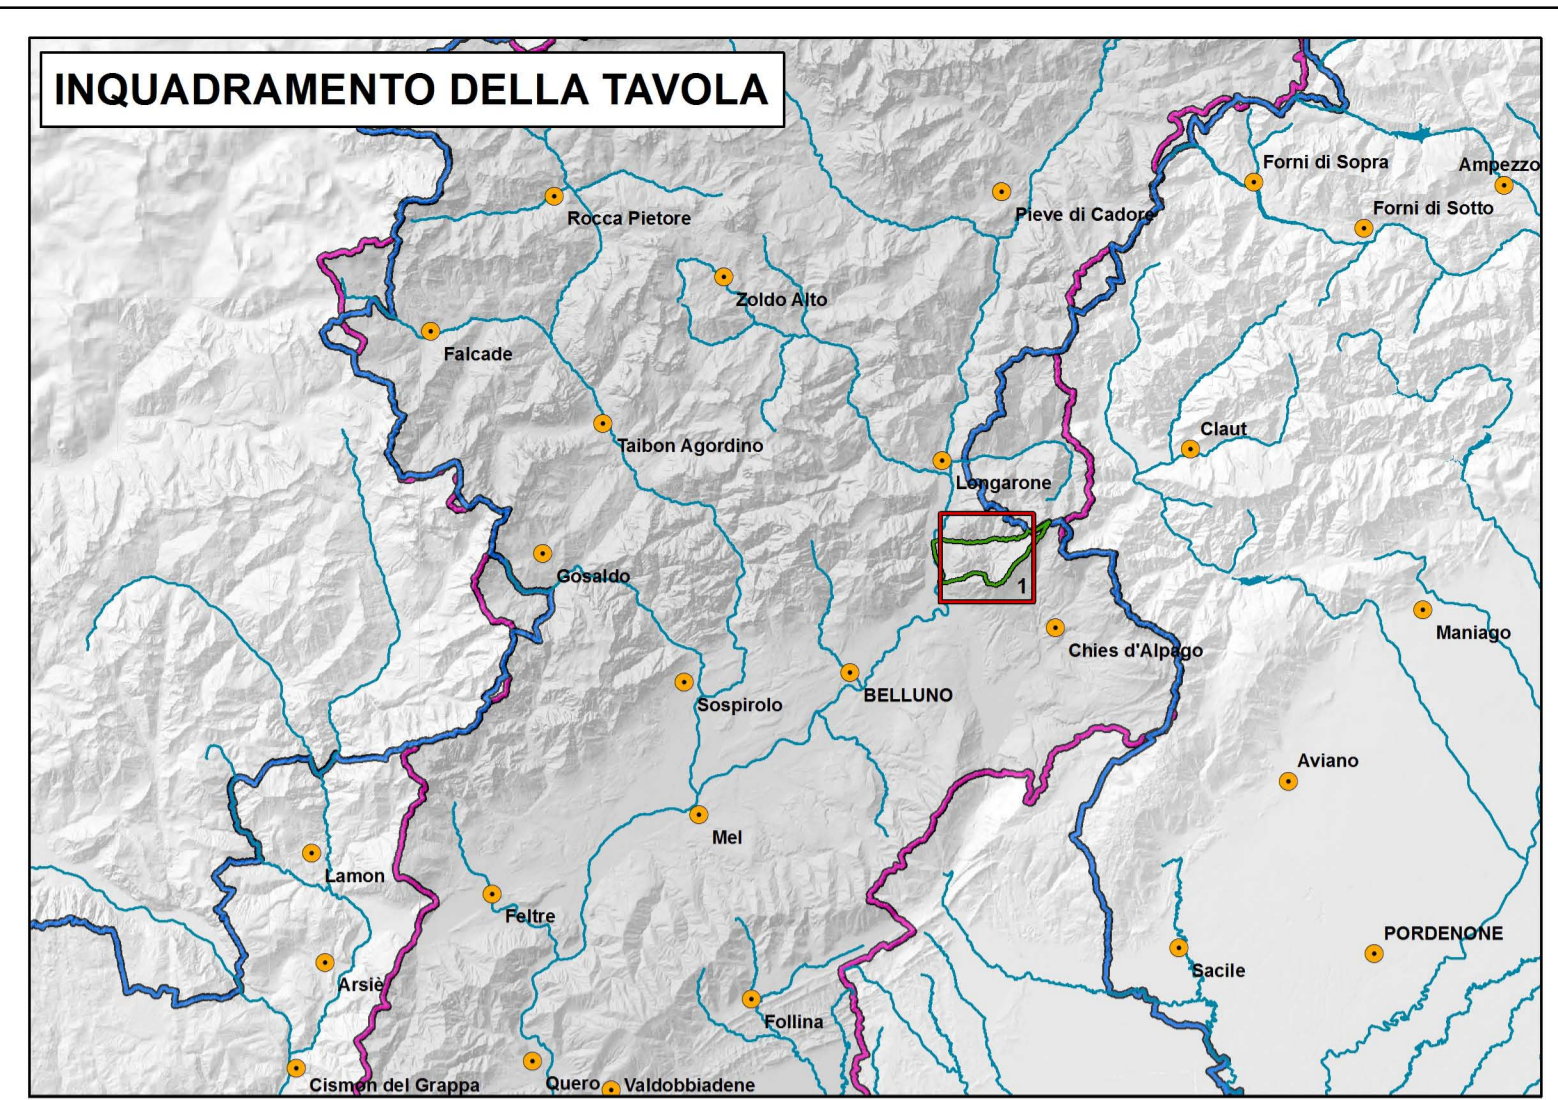 INQUADRAMENTO DELLA TAVOLA
Forni di Sopra
Ampezzo
Rocca Pietore
Pieve di Cadore
Forni di Sotto
Zoldo Alto
Falcade
Taibon Agordino
Claut
Longarone
Gosaldo
1
Maniago
Chies d'Alpago
Sospirolo
BELLUNO
Aviano
Mel
Lamon
Feltre
PORDENONE
Arsiè
Sacile
Follina
Cismon del Grappa
Quero
Valdobbiadene